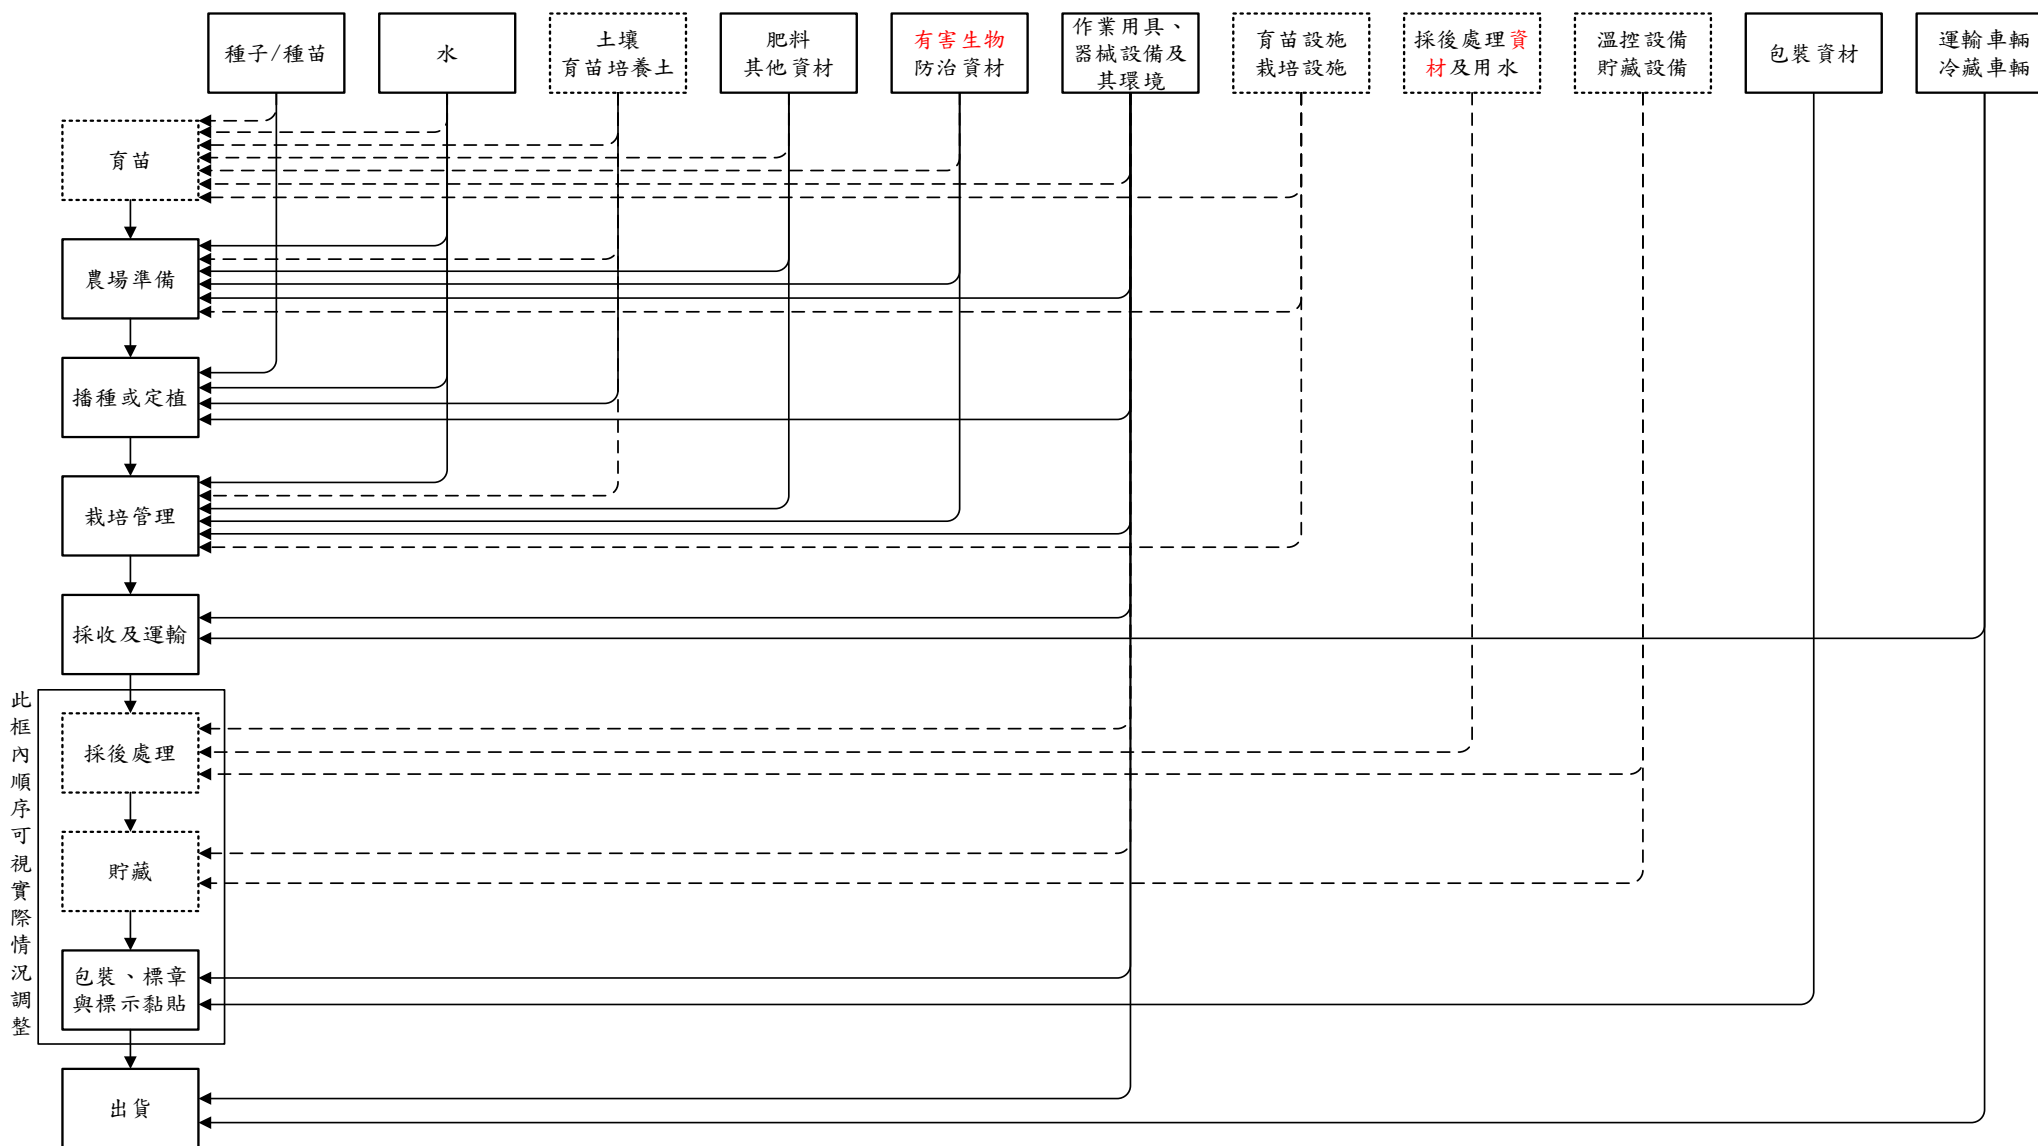 種子/種苗
水
土壤
育苗培養土
肥料
其他資材
有害生物
防治資材
作業用具、
器械設備及
其環境
育苗設施
栽培設施
採後處理資
材及用水
溫控設備
貯藏設備
包裝資材
運輸車輛
冷藏車輛
育苗
農場準備
播種或定植
栽培管理
採收及運輸
此框內順序可視實際情況調整
採後處理
貯藏
包裝、標章
與標示黏貼
出貨